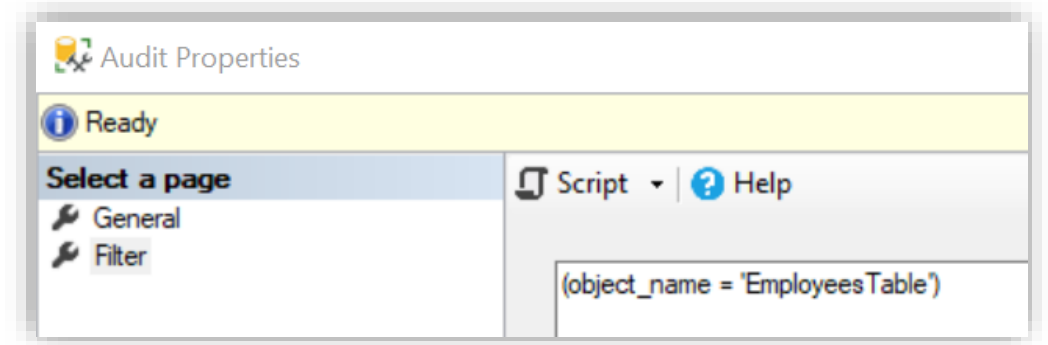 Audit Properties
Ready
Select a page
General
Filter
Script
Help
(object_name = 'EmployeesTable')